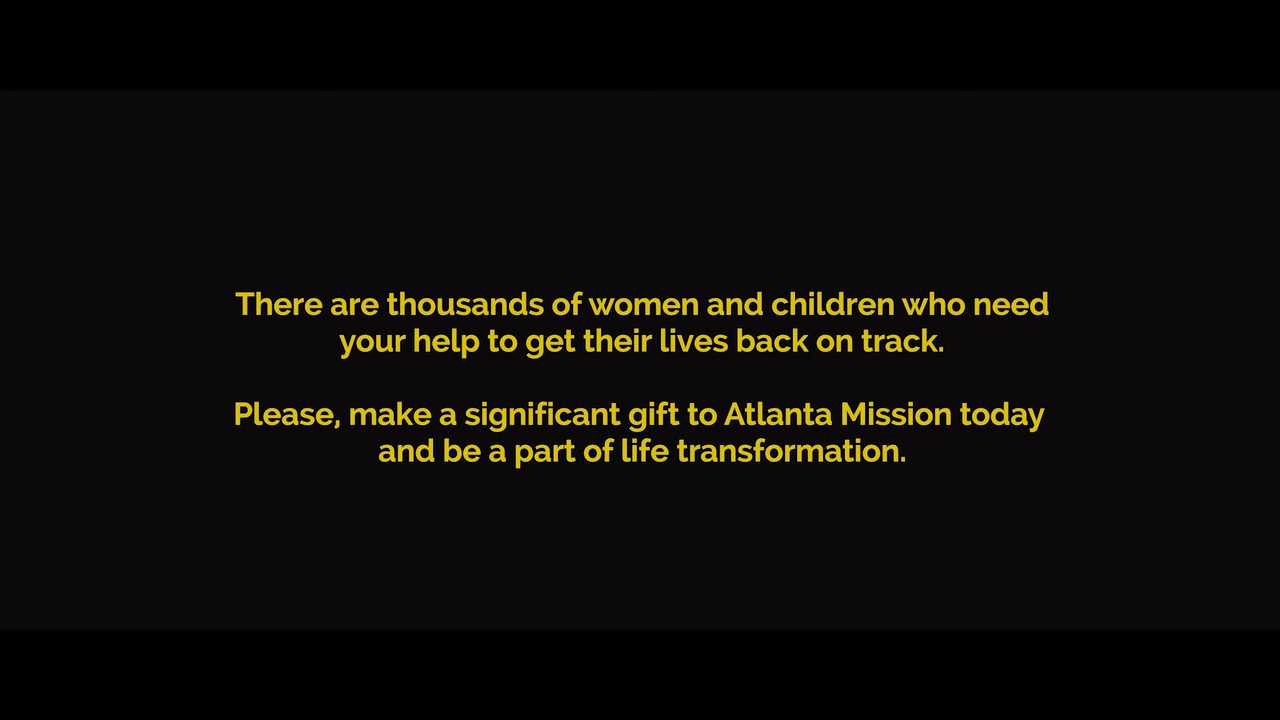 There are thousands of women and children who need
your help to get their lives back on track.
Please, make a significant gift to Atlanta Mission today
and be a part of life transformation.